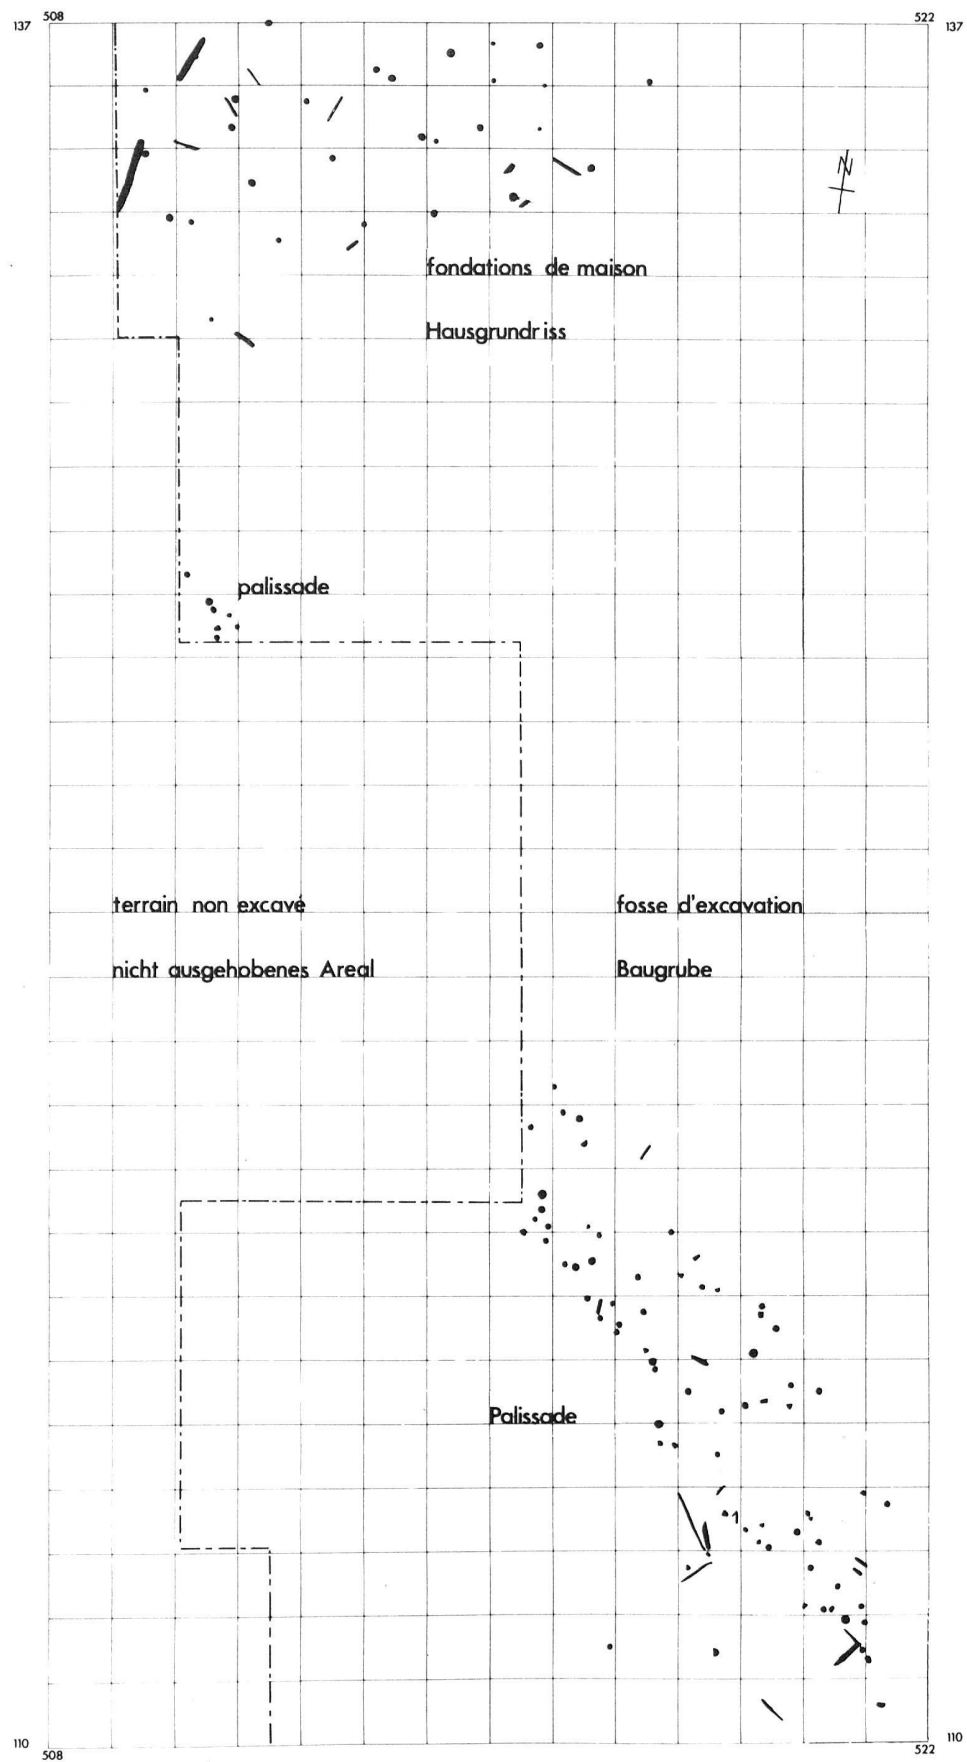 508 522
137 137
N
fondations de maison
Hausgrundriss
palissade
terrain non excavé fosse d'excavation
nicht ausgehobenes Areal Baugrube
Palissade
1
110 110
508 522